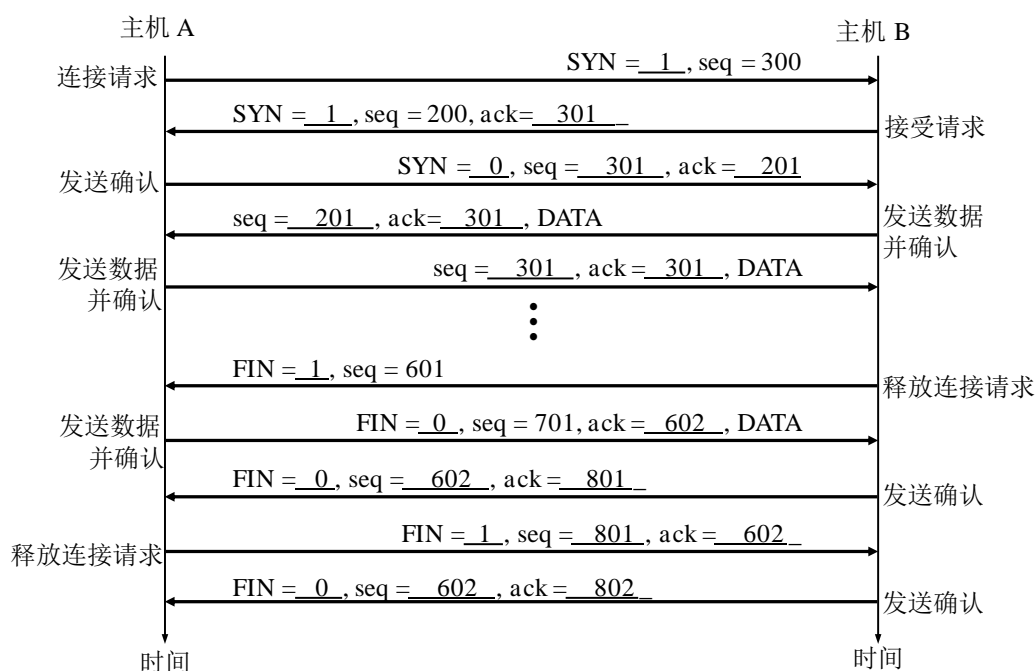 主机 A 主机 B
连接请求 SYN = 1 , seq = 300
SYN = 1 , seq = 200, ack= 301 _ 接受请求
发送确认 SYN = 0 , seq = 301 , ack = 201
seq = 201 , ack= 301 , DATA 发送数据
并确认
发送数据 seq = 301 , ack = 301 , DATA
并确认
FIN = 1 , seq = 601 释放连接请求
发送数据 FIN = 0 , seq = 701, ack = 602 , DATA
并确认
FIN = 0 , seq = 602 , ack = 801 _ 发送确认
释放连接请求 FIN = 1 , seq = 801 , ack = 602 _
FIN = 0 , seq = 602 , ack = 802 _ 发送确认
时间 时间